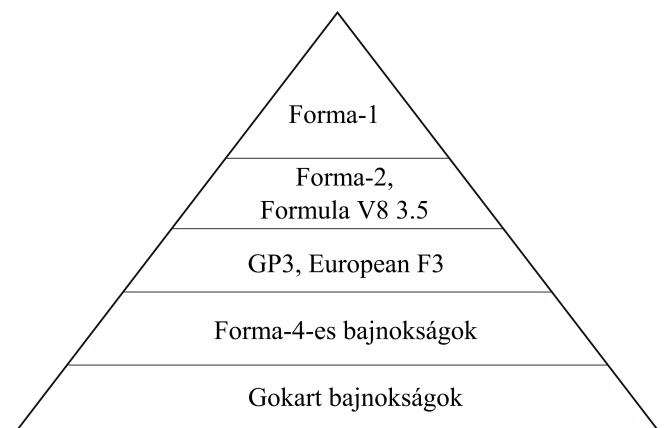 Forma-1
Forma-2,
Formula V8 3.5
GP3, European F3
Forma-4-es bajnokságok
Gokart bajnokságok